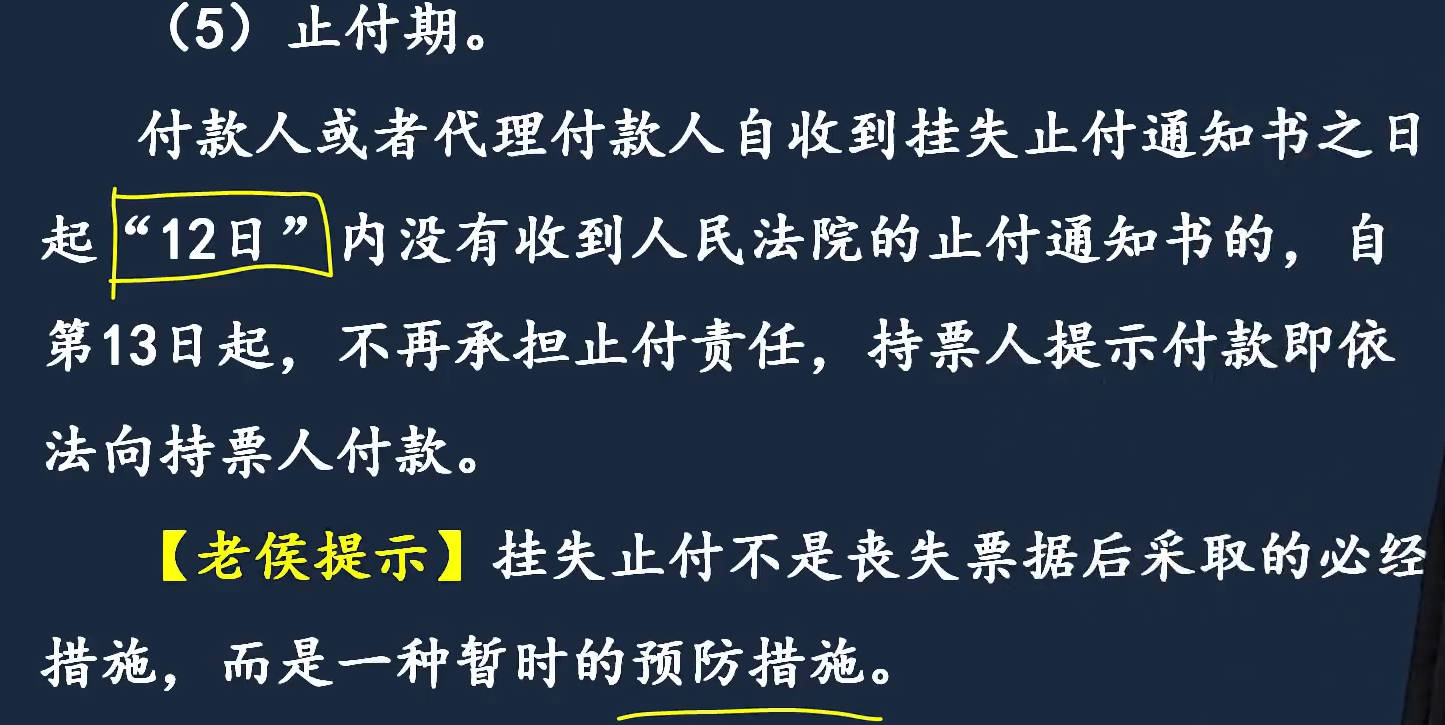 （5）止付期。
付款人或者代理付款人自收到挂失止付通知书之日
起“12日”内没有收到人民法院的止付通知书的，自
第13日起，不再承担止付责任，持票人提示付款即依
法向持票人付款。
【老侯提示】挂失止付不是丧失票据后采取的必经
措施，而是一种暂时的预防措施。